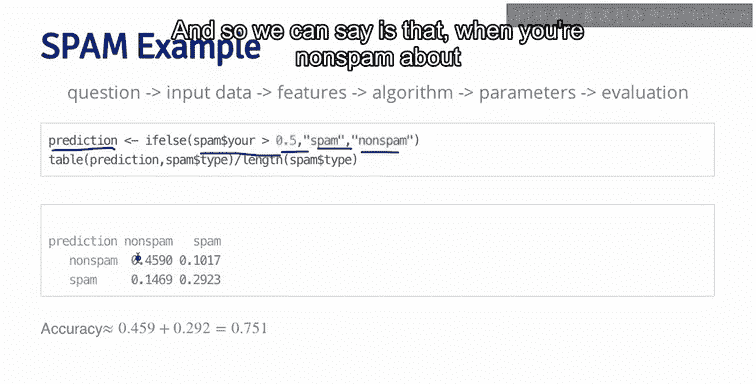 And so we can say is that, when you're
nonspam about
SPAM Example
question -> input data -> features -> algorithm -> parameters -> evaluation
prediction <- ifelse(spam$your > 0.5,"spam","nonspam")
table(prediction,spam$type)/length(spam$type)
prediction nonspam spam
nonspam 0.4590 0.1017
spam 0.1469 0.2923
Accuracy≈ 0.459 + 0.292 = 0.751